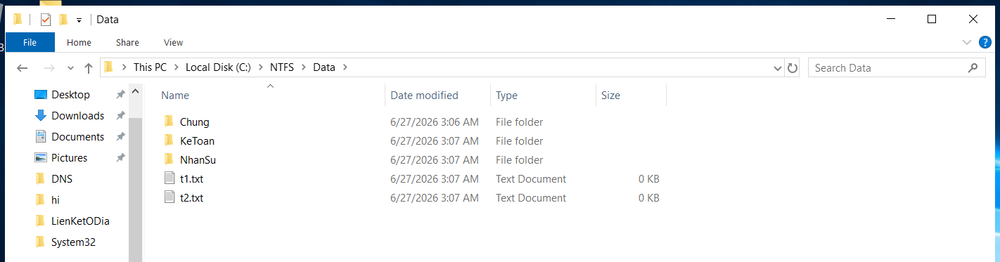 Data
File Home Share View
B
This PC Local Disk (C:) NTFS Data Search Data
Name Date modified Type Size
Desktop
Downloads
Documents
Pictures
DNS
hi
LienKetODia
System32
Chung 6/27/2026 3:06 AM File folder
KeToan 6/27/2026 3:07 AM File folder
NhanSu 6/27/2026 3:07 AM File folder
t1.txt 6/27/2026 3:07 AM Text Document 0 KB
t2.txt 6/27/2026 3:07 AM Text Document 0 KB